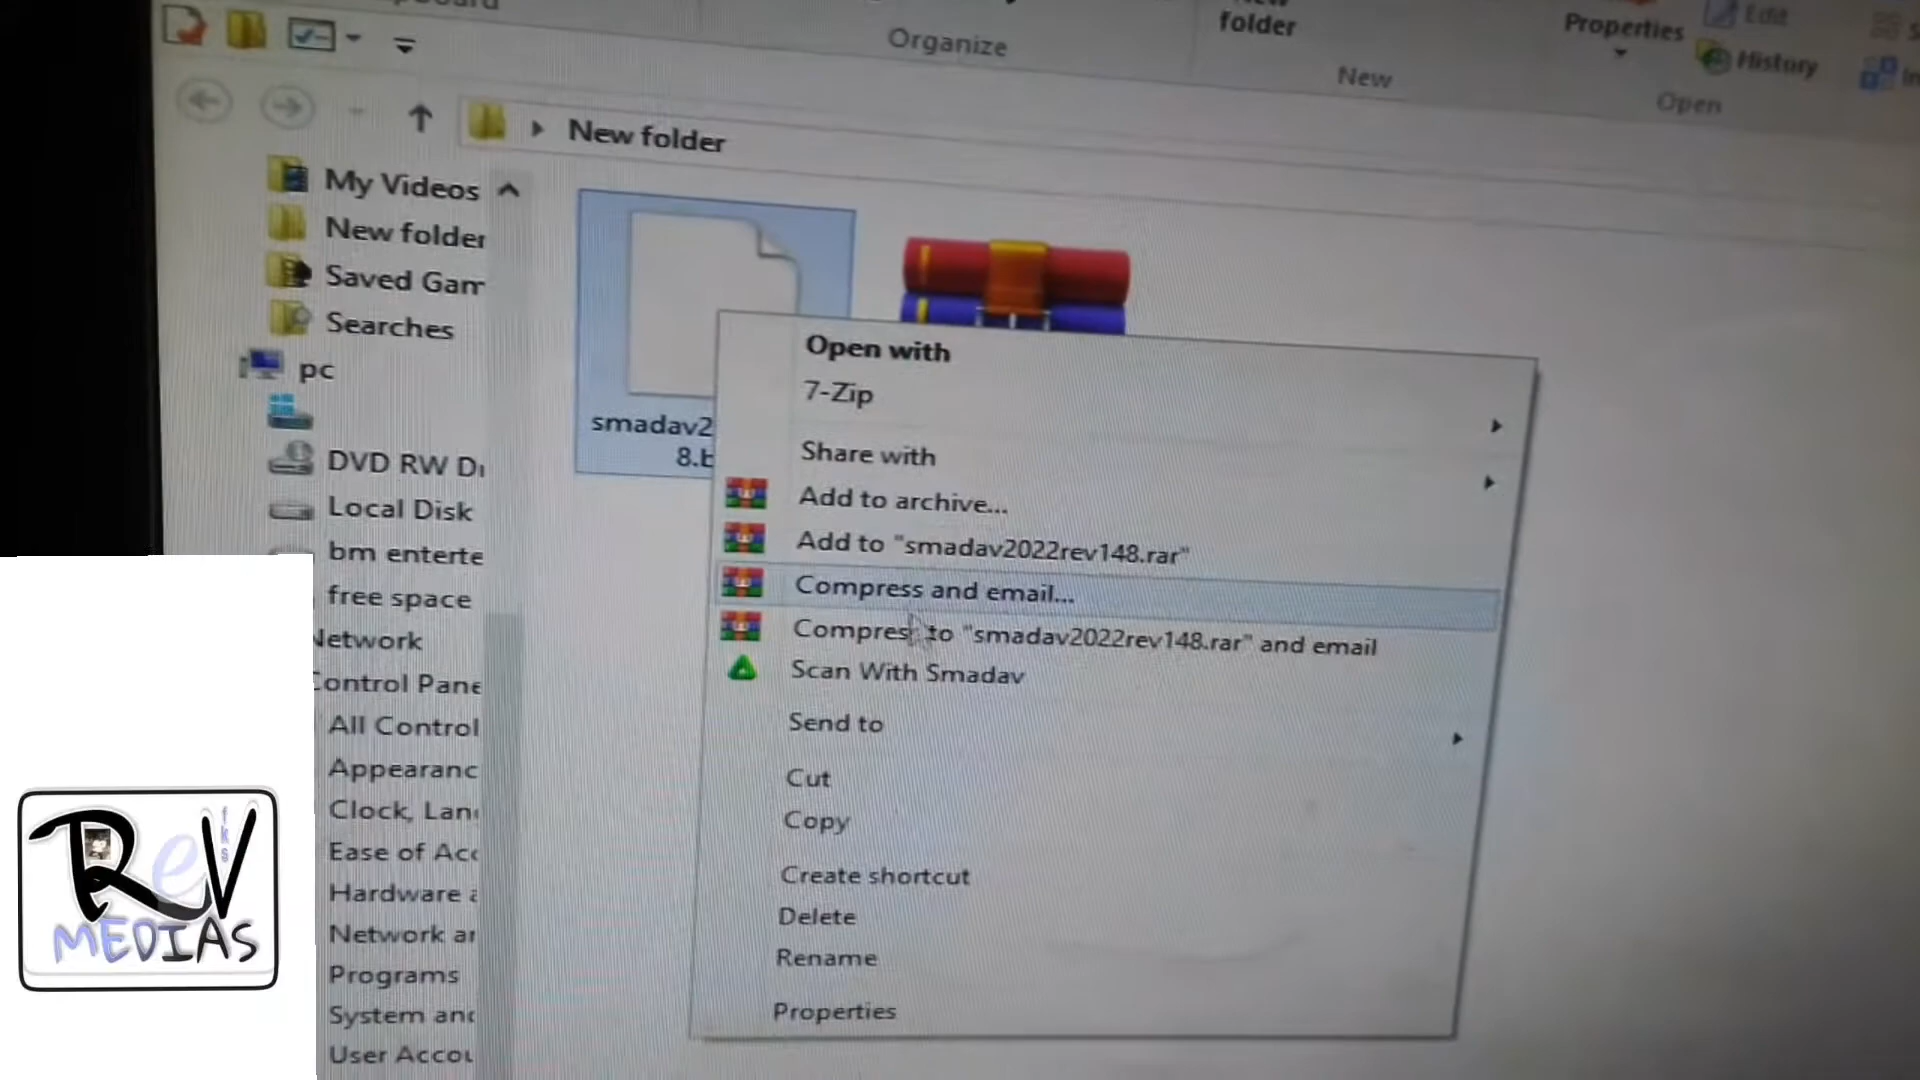 Organize
folder
New
Properties
Edit
History
Open
New folder
My Videos
New folder
Saved Gam
Searches
pc
DVD RW D
Local Disk
bm enterte
free space
Network
Control Pane
All Control
Appearanc
Clock, Lan
Ease of Acc
Hardware a
Network ar
Programs
System and
User Accou
smadav2
8.b
Open with
7-Zip
Share with
Add to archive...
Add to "smadav2022rev148.rar"
Compress and email...
Compress to "smadav2022rev148.rar" and email
Scan With Smadav
Send to
Cut
Copy
Create shortcut
Delete
Rename
Properties
ReV
MEDIAS